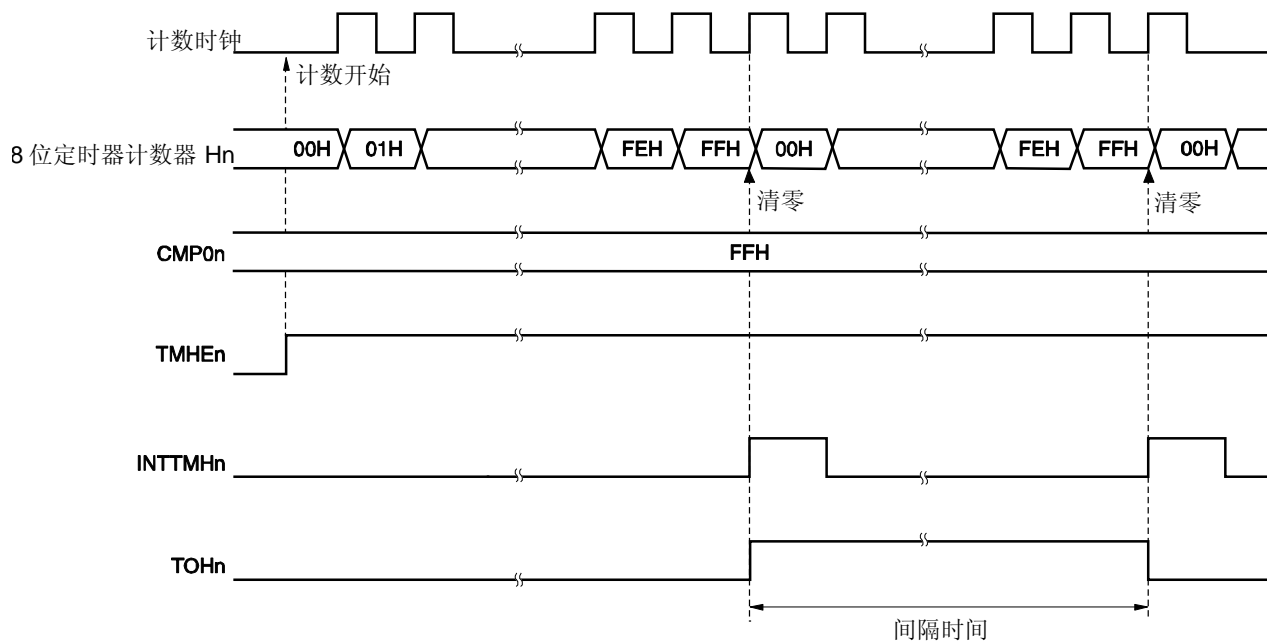 计数时钟
计数开始
8 位定时器计数器 Hn
00H 01H FEH FFH 00H FEH FFH 00H
清零 清零
CMP0n FFH
TMHEn
INTTMHn
TOHn
间隔时间